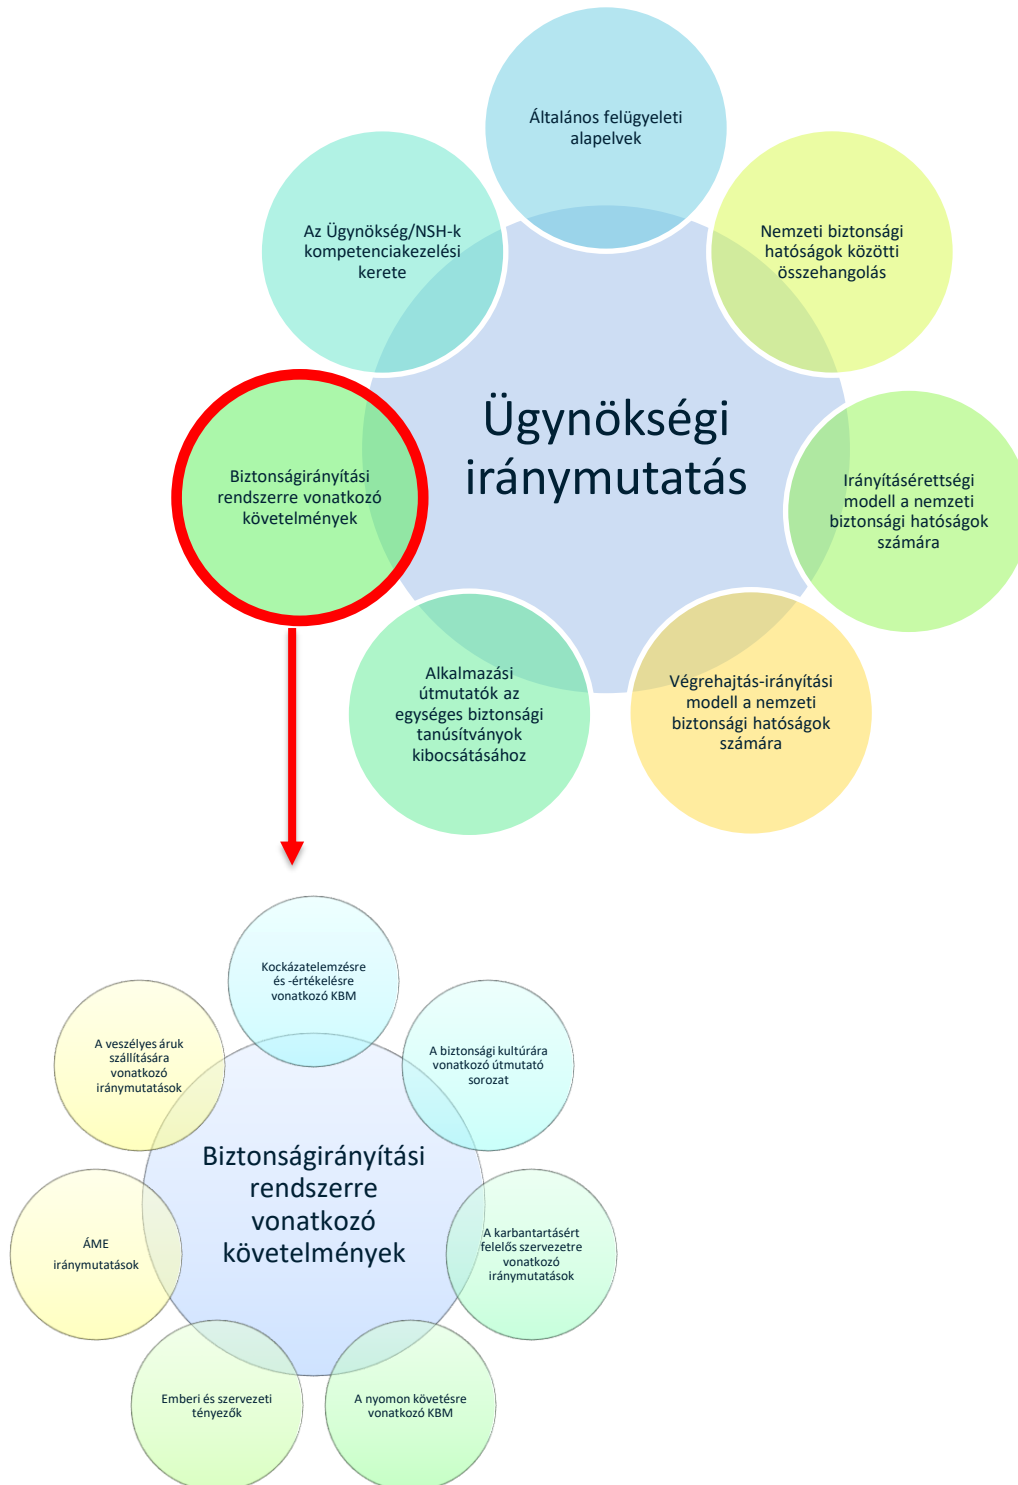 Általános felügyeleti
alapelvek
Az Ügynökség/NSH-k
kompetenciakezelési
kerete
Nemzeti biztonsági
hatóságok közötti
összehangolás
Ügynökségi
iránymutatás
Biztonságirányítási
rendszerre vonatkozó
követelmények
Irányításérettségi
modell a nemzeti
biztonsági hatóságok
számára
Alkalmazási
útmutatók az
egységes biztonsági
tanúsítványok
kibocsátásához
Végrehajtás-irányítási
modell a nemzeti
biztonsági hatóságok
számára
Kockázatelemzésre
és -értékelésre
vonatkozó KBM
A veszélyes áruk
szállítására
vonatkozó
iránymutatások
A biztonsági kultúrára
vonatkozó útmutató
sorozat
Biztonságirányítási
rendszerre
vonatkozó
követelmények
ÁME
iránymutatások
A karbantartásért
felelős szervezetre
vonatkozó
iránymutatások
Emberi és szervezeti
tényezők
A nyomon követésre
vonatkozó KBM